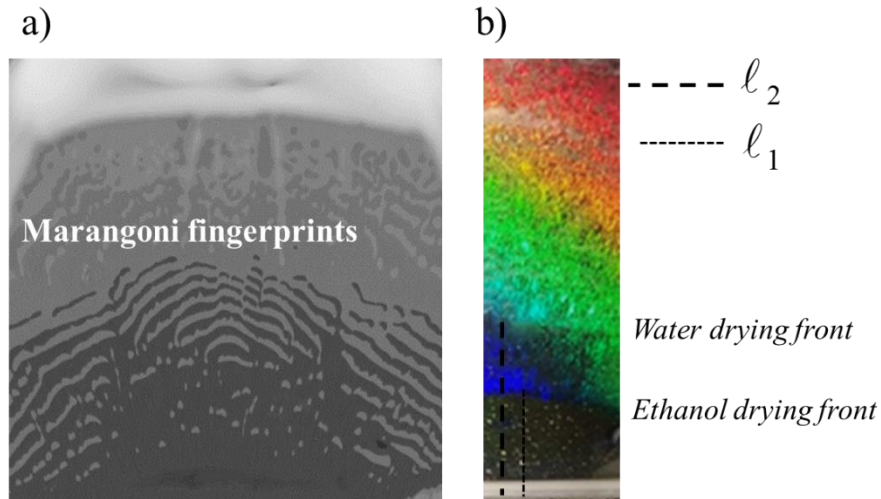 a)
Marangoni fingerprints
b)
ℓ2
ℓ1
Water drying front
Ethanol drying front